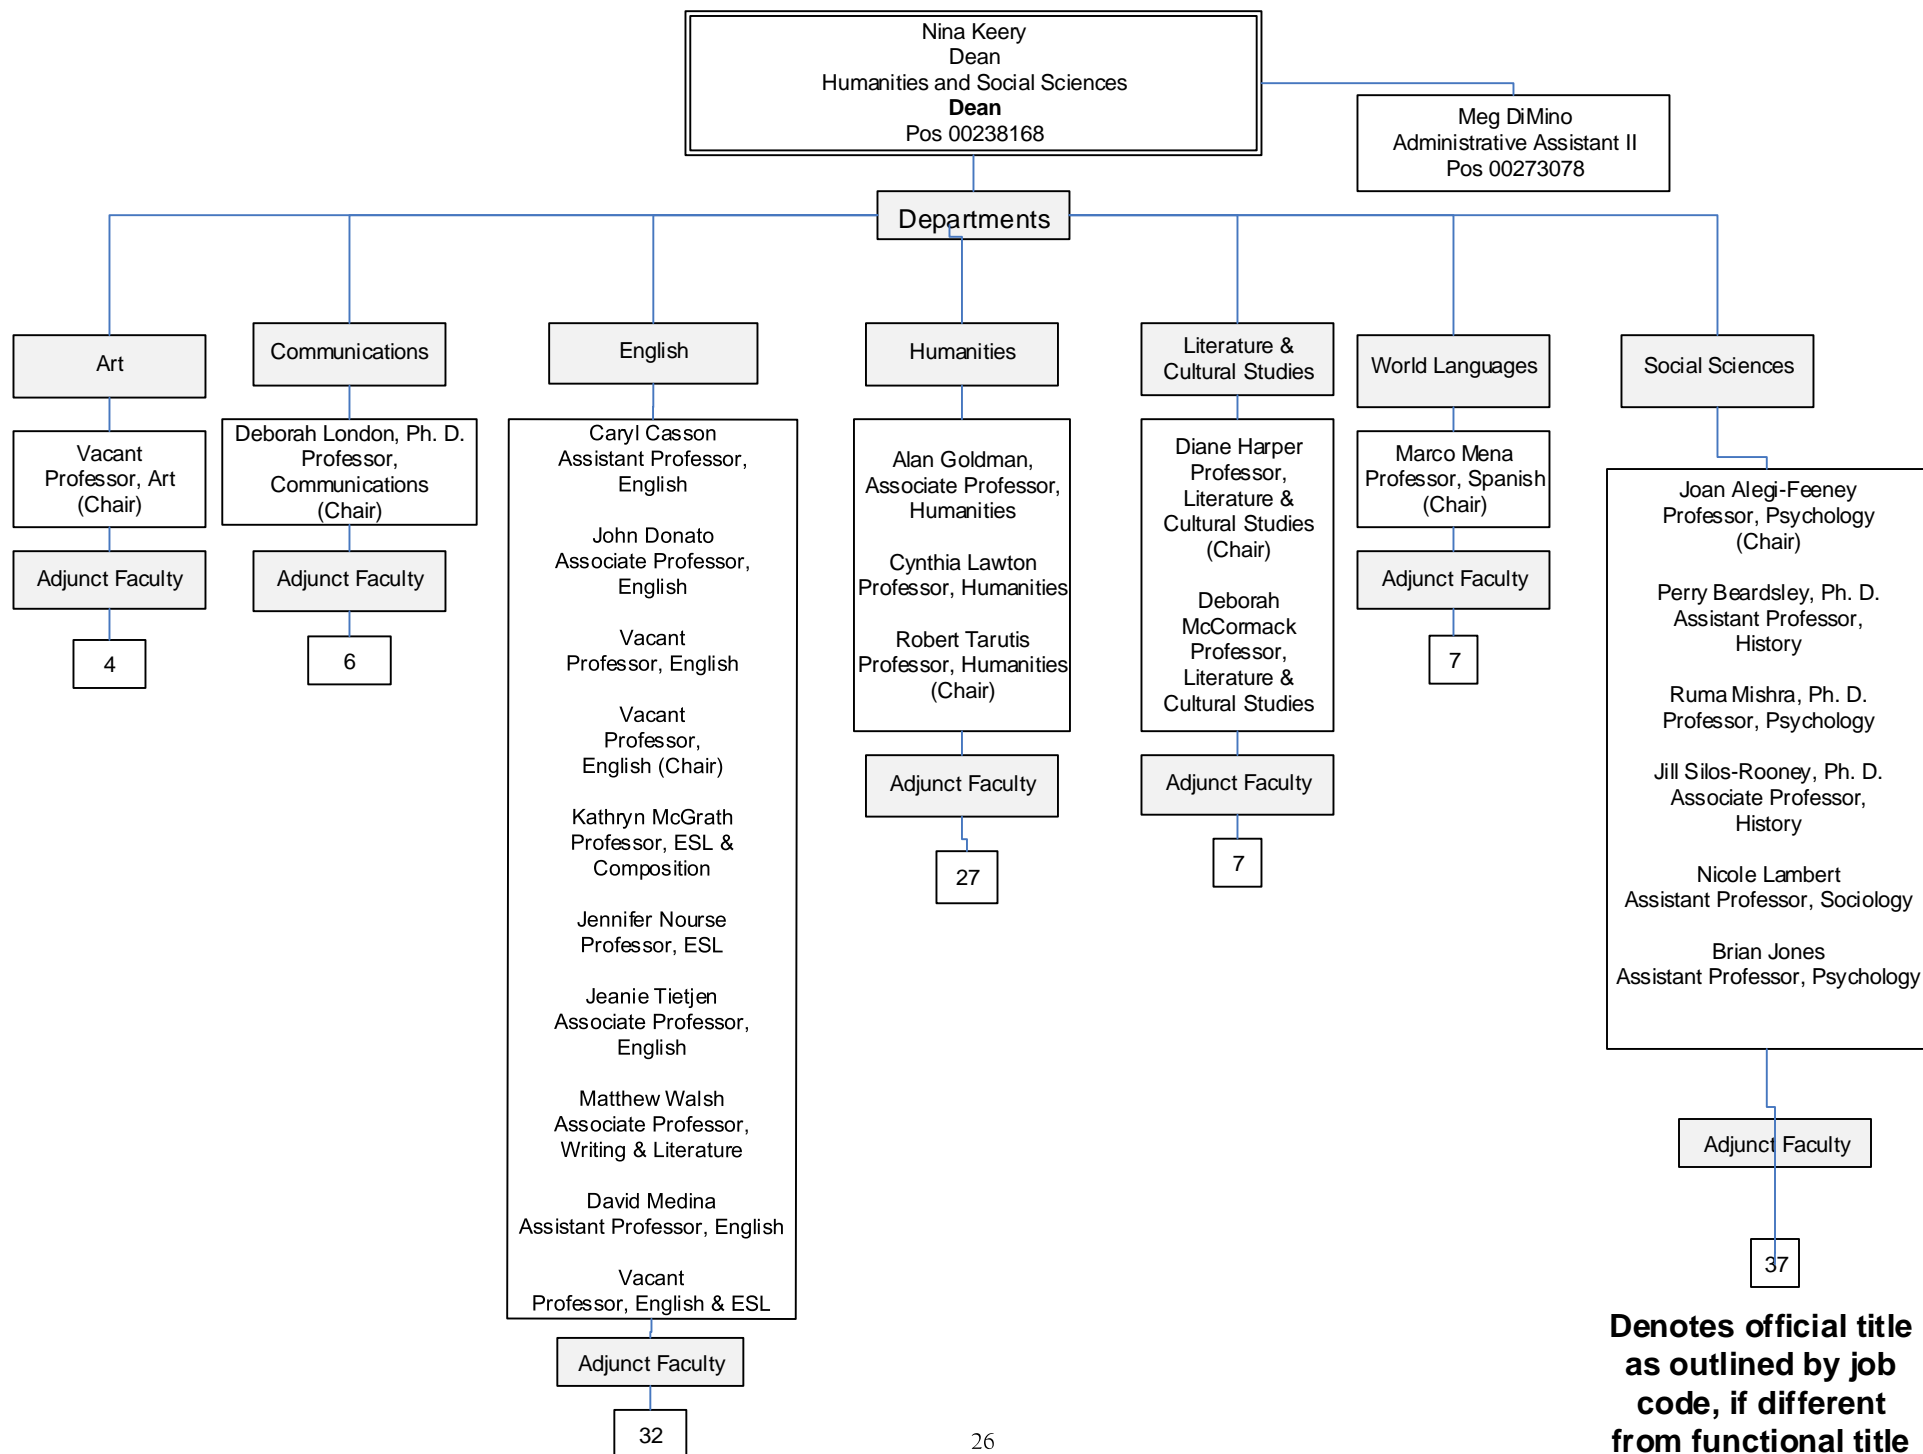 Nina Keery
Dean
Humanities and Social Sciences
Dean
Pos 00238168
Meg DiMino
Administrative Assistant II
Pos 00273078
Departments
Art
Vacant
Professor, Art
(Chair)
Adjunct Faculty
4
Communications
Deborah London, Ph. D.
Professor,
Communications
(Chair)
Adjunct Faculty
6
English
Caryl Casson
Assistant Professor,
English
John Donato
Associate Professor,
English
Vacant
Professor, English
Vacant
Professor,
English (Chair)
Kathryn McGrath
Professor, ESL &
Composition
Jennifer Nourse
Professor, ESL
Jeanie Tietjen
Associate Professor,
English
Matthew Walsh
Associate Professor,
Writing & Literature
David Medina
Assistant Professor, English
Vacant
Professor, English & ESL
Adjunct Faculty
32
Humanities
Alan Goldman,
Associate Professor,
Humanities
Cynthia Lawton
Professor, Humanities
Robert Tarutis
Professor, Humanities
(Chair)
Adjunct Faculty
27
Literature &
Cultural Studies
Diane Harper
Professor,
Literature &
Cultural Studies
(Chair)
Deborah
McCormack
Professor,
Literature &
Cultural Studies
Adjunct Faculty
7
World Languages
Marco Mena
Professor, Spanish
(Chair)
Adjunct Faculty
7
Social Sciences
Joan Alegi-Feeney
Professor, Psychology
(Chair)
Perry Beardsley, Ph. D.
Assistant Professor,
History
Ruma Mishra, Ph. D.
Professor, Psychology
Jill Silos-Rooney, Ph. D.
Associate Professor,
History
Nicole Lambert
Assistant Professor, Sociology
Brian Jones
Assistant Professor, Psychology
Adjunct Faculty
37
Denotes official title
as outlined by job
code, if different
from functional title
26